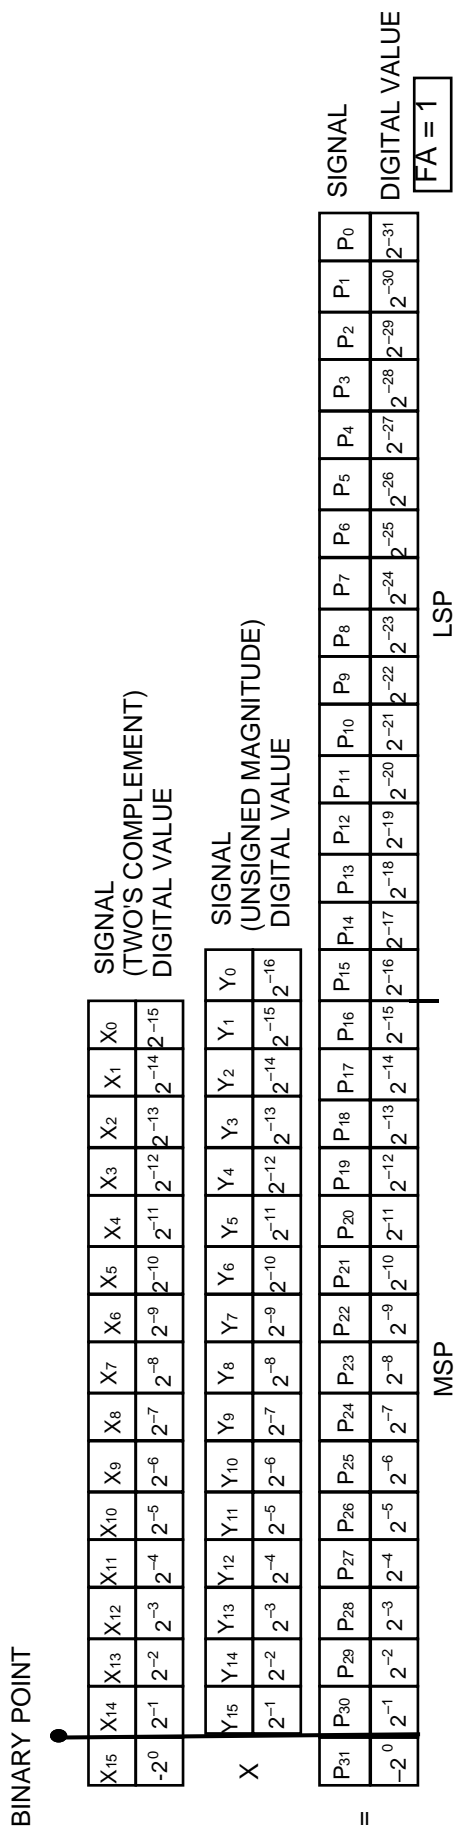 BINARY POINT
X15 X14 X13 X12 X11 X10 X9 X8 X7 X6 X5 X4 X3 X2 X1 X0 SIGNAL
-2⁰ 2⁻¹ 2⁻² 2⁻³ 2⁻⁴ 2⁻⁵ 2⁻⁶ 2⁻⁷ 2⁻⁸ 2⁻⁹ 2⁻¹⁰ 2⁻¹¹ 2⁻¹² 2⁻¹³ 2⁻¹⁴ 2⁻¹⁵ (TWO'S COMPLEMENT)
DIGITAL VALUE
Y15 Y14 Y13 Y12 Y11 Y10 Y9 Y8 Y7 Y6 Y5 Y4 Y3 Y2 Y1 Y0 SIGNAL
X 2⁻¹ 2⁻² 2⁻³ 2⁻⁴ 2⁻⁵ 2⁻⁶ 2⁻⁷ 2⁻⁸ 2⁻⁹ 2⁻¹⁰ 2⁻¹¹ 2⁻¹² 2⁻¹³ 2⁻¹⁴ 2⁻¹⁵ 2⁻¹⁶ (UNSIGNED MAGNITUDE)
DIGITAL VALUE
P31 P30 P29 P28 P27 P26 P25 P24 P23 P22 P21 P20 P19 P18 P17 P16 P15 P14 P13 P12 P11 P10 P9 P8 P7 P6 P5 P4 P3 P2 P1 P0 SIGNAL
= −2⁰ 2⁻¹ 2⁻² 2⁻³ 2⁻⁴ 2⁻⁵ 2⁻⁶ 2⁻⁷ 2⁻⁸ 2⁻⁹ 2⁻¹⁰ 2⁻¹¹ 2⁻¹² 2⁻¹³ 2⁻¹⁴ 2⁻¹⁵ 2⁻¹⁶ 2⁻¹⁷ 2⁻¹⁸ 2⁻¹⁹ 2⁻²⁰ 2⁻²¹ 2⁻²² 2⁻²³ 2⁻²⁴ 2⁻²⁵ 2⁻²⁶ 2⁻²⁷ 2⁻²⁸ 2⁻²⁹ 2⁻³⁰ 2⁻³¹ DIGITAL VALUE
MSP LSP FA = 1